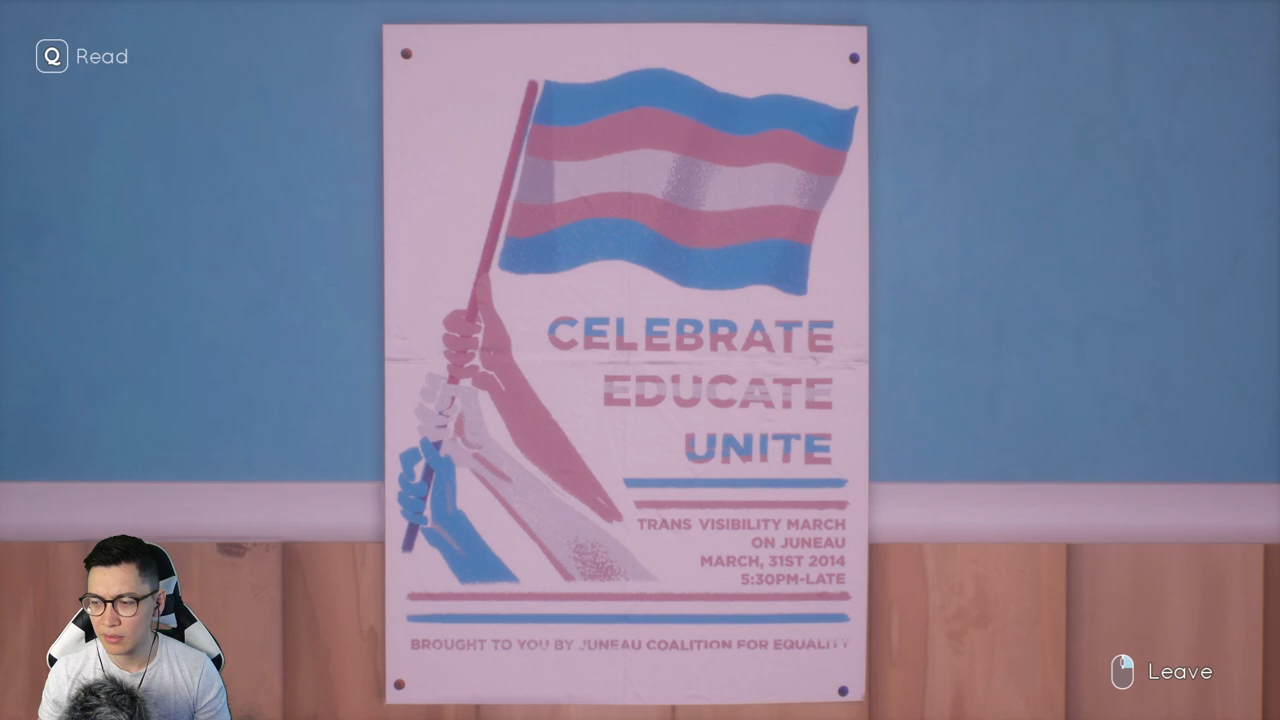 Q Read
CELEBRATE
EDUCATE
UNITE
TRANS VISIBILITY MARCH
ON JUNEAU
MARCH, 31ST 2014
5:30PM-LATE
BROUGHT TO YOU BY JUNEAU COALITION FOR EQUALITY
Leave